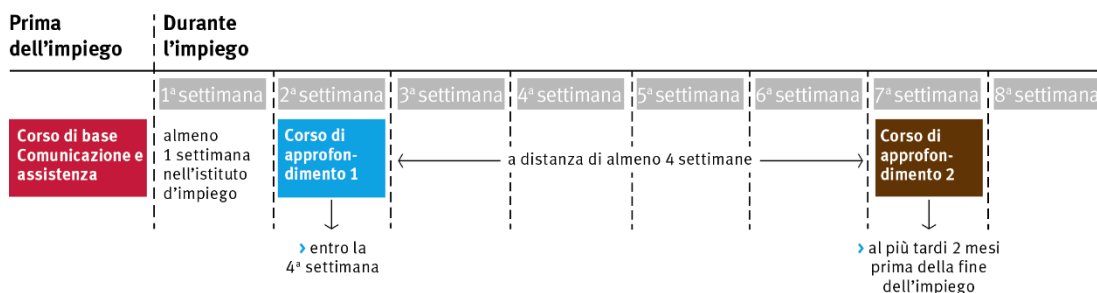 Prima
dell'impiego
Durante
l'impiego
1ª settimana
2ª settimana
3ª settimana
4ª settimana
5ª settimana
6ª settimana
7ª settimana
8ª settimana
Corso di base
Comunicazione e
assistenza
almeno
1 settimana
nell'istituto
d'impiego
Corso di
approfon-
dimento 1
a distanza di almeno 4 settimane
Corso di
approfon-
dimento 2
› entro la
4ª settimana
› al più tardi 2 mesi
prima della fine
dell'impiego